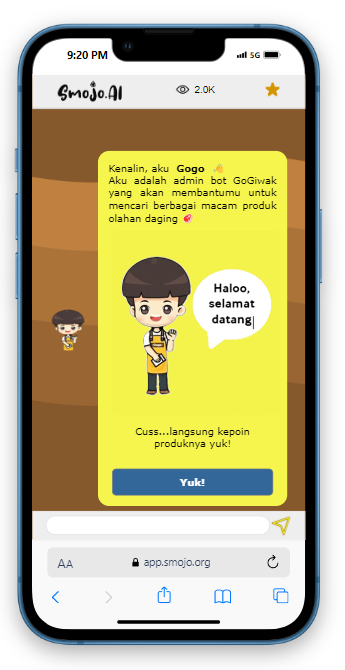 9:20 PM 5G
Smojo.AI 2.0K
Kenalin, aku Gogo
Aku adalah admin bot GoGiwak
yang akan membantumu untuk
mencari berbagai macam produk
olahan daging
Haloo,
selamat
datang
Cuss...langsung kepoin
produknya yuk!
Yuk!
AA app.smojo.org